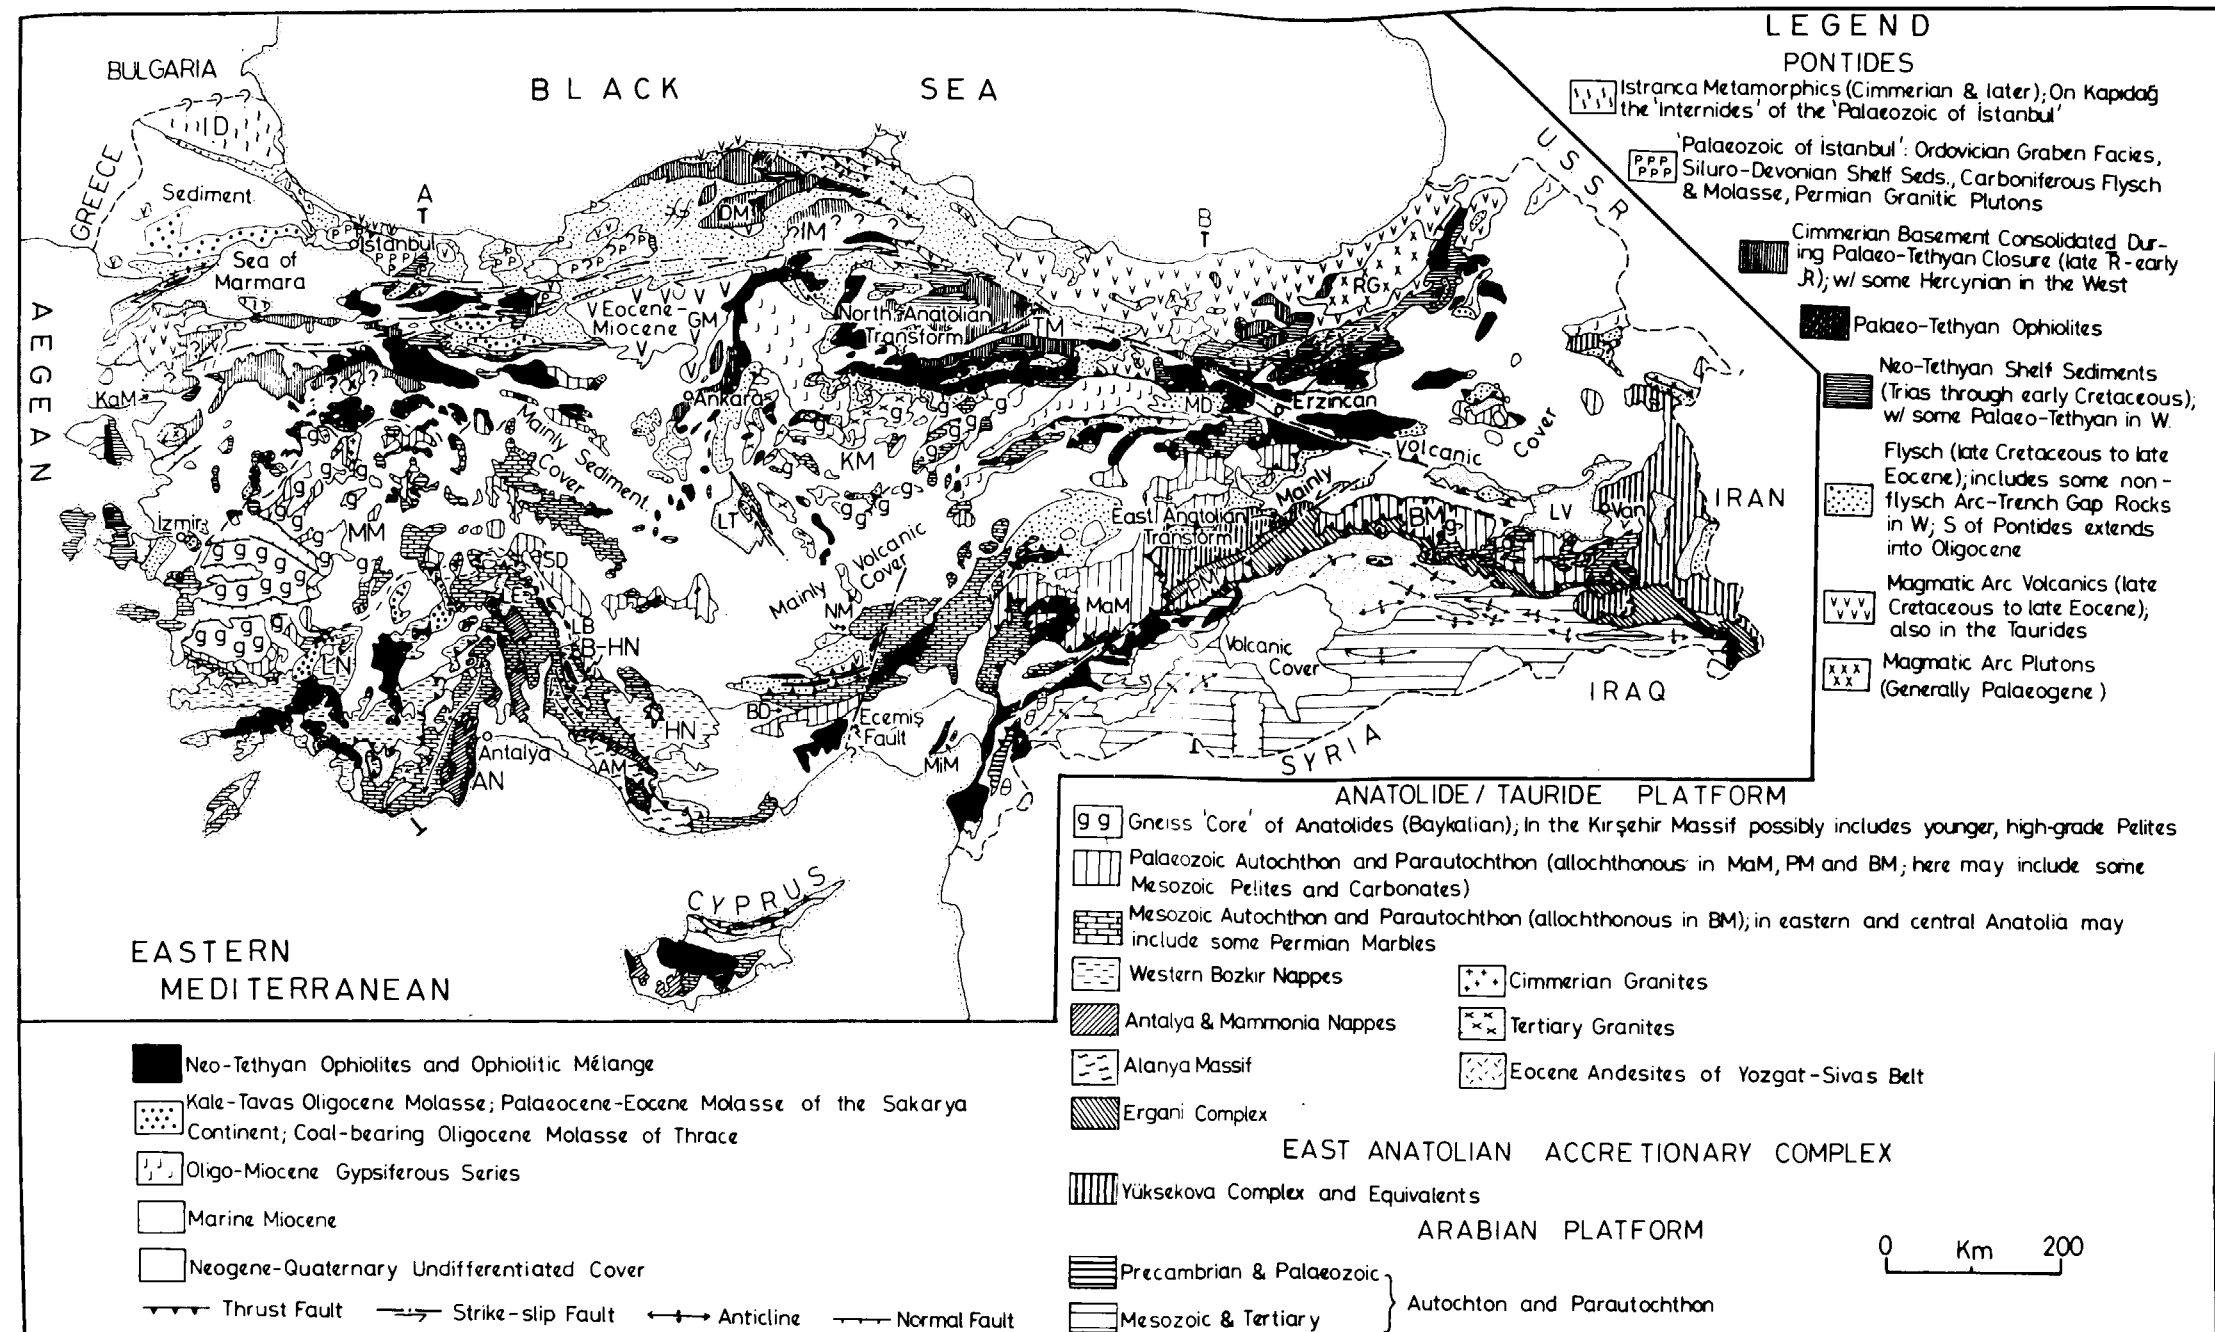 BULGARIA
BLACK SEA
GREECE
ID
Sediment
A
İstanbul
Sea of
Marmara
AEGEAN
DM
IM
V Eocene-
Miocene
GM
North Anatolian
Transform
TM
B
RG
USSR
KaM
Ankara
Mainly Sediment
Cover
KM
MD
Erzincan
Volcanic
Cover
Mainly
IRAN
İzmir
MM
LT
East Anatolian
Transform
BM
LV
Van
SD
Mainly Volcanic
Cover
NM
PM
MaM
LB
B-HN
LN
HN
BD
Ecemiş
Fault
MiM
Volcanic
Cover
IRAQ
SYRIA
Antalya
AN
AM
CYPRUS
EASTERN
MEDITERRANEAN
LEGEND
PONTIDES
Istranca Metamorphics (Cimmerian & later); On Kapıdağ
the 'internides' of the 'Palaeozoic of İstanbul'
'Palaeozoic of İstanbul': Ordovician Graben Facies,
Siluro-Devonian Shelf Seds., Carboniferous Flysch
& Molasse, Permian Granitic Plutons
Cimmerian Basement Consolidated Dur-
ing Palaeo-Tethyan Closure (late R-early
J); w/ some Hercynian in the West
Palaeo-Tethyan Ophiolites
Neo-Tethyan Shelf Sediments
(Trias through early Cretaceous);
w/ some Palaeo-Tethyan in W.
Flysch (late Cretaceous to late
Eocene); includes some non-
flysch Arc-Trench Gap Rocks
in W; S of Pontides extends
into Oligocene
Magmatic Arc Volcanics (late
Cretaceous to late Eocene);
also in the Taurides
Magmatic Arc Plutons
(Generally Palaeogene)
ANATOLIDE/TAURIDE PLATFORM
g g Gneiss 'Core' of Anatolides (Baykalian); In the Kırşehir Massif possibly includes younger, high-grade Pelites
Palaeozoic Autochthon and Parautochthon (allochthonous in MaM, PM and BM; here may include some
Mesozoic Pelites and Carbonates)
Mesozoic Autochthon and Parautochthon (allochthonous in BM); in eastern and central Anatolia may
include some Permian Marbles
Western Bozkır Nappes
Cimmerian Granites
Antalya & Mammonia Nappes
Tertiary Granites
Alanya Massif
Eocene Andesites of Yozgat-Sivas Belt
Ergani Complex
EAST ANATOLIAN ACCRETIONARY COMPLEX
Yüksekova Complex and Equivalents
ARABIAN PLATFORM
Precambrian & Palaeozoic
Mesozoic & Tertiary
Autochton and Parautochthon
0 Km 200
Neo-Tethyan Ophiolites and Ophiolitic Mélange
Kale-Tavas Oligocene Molasse; Palaeocene-Eocene Molasse of the Sakarya
Continent; Coal-bearing Oligocene Molasse of Thrace
Oligo-Miocene Gypsiferous Series
Marine Miocene
Neogene-Quaternary Undifferentiated Cover
Thrust Fault
Strike-slip Fault
Anticline
Normal Fault